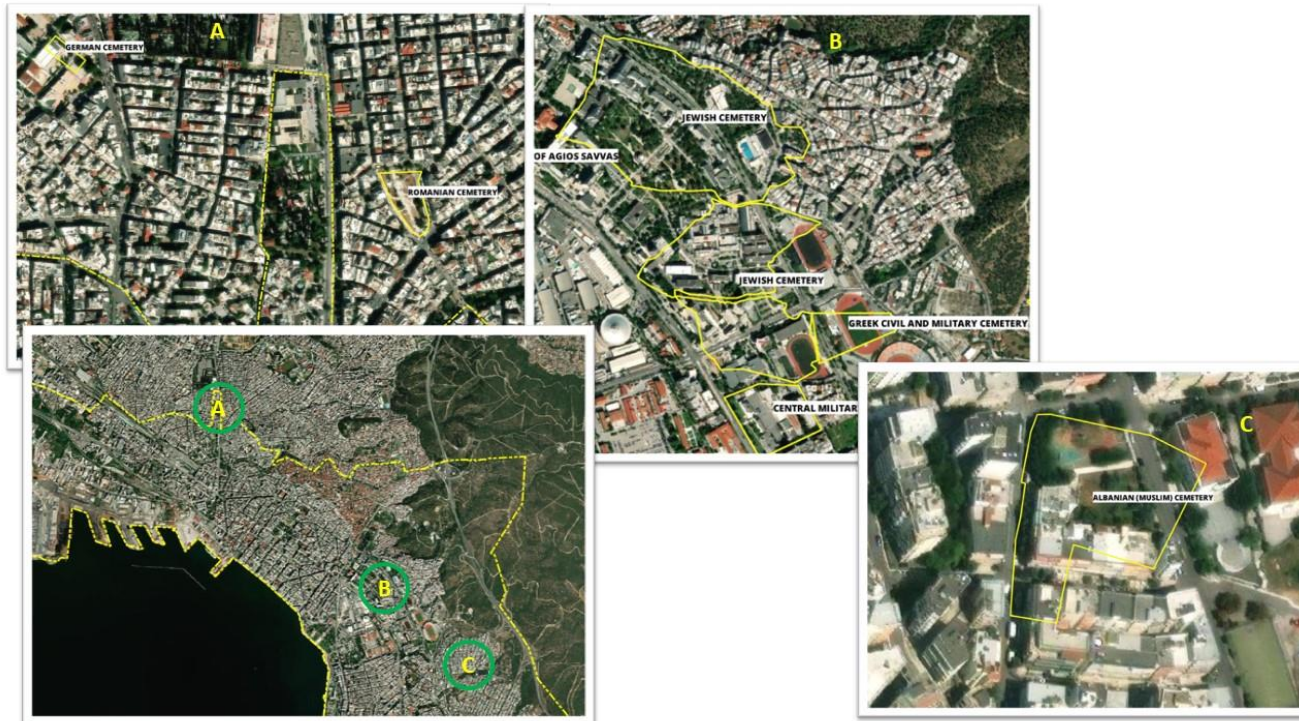 A
GERMAN CEMETERY
ROMANIAN CEMETERY
B
JEWISH CEMETERY
OF AGIOS SAVVAS
JEWISH CEMETERY
GREEK CIVIL AND MILITARY CEMETERY
CENTRAL MILITAR
A
B
C
C
ALBANIAN (MUSLIM) CEMETERY